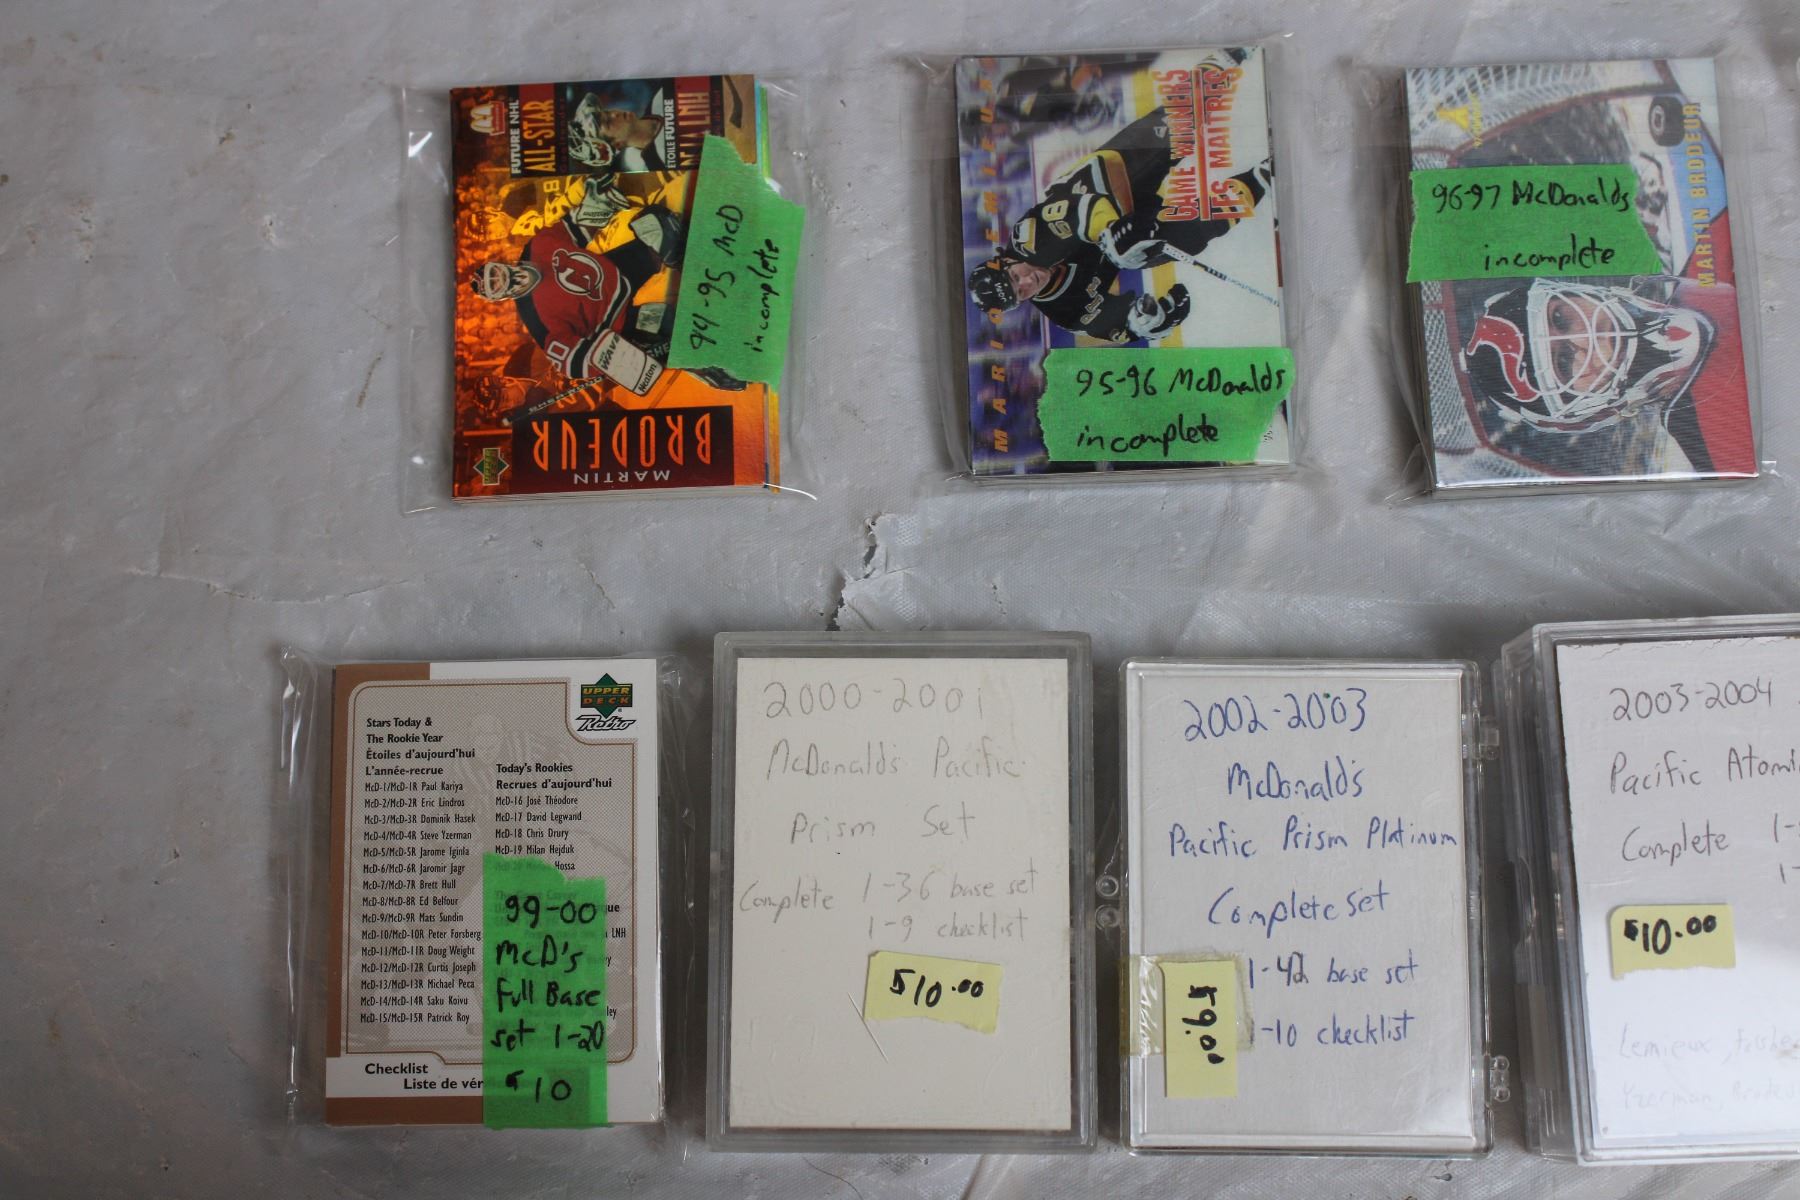 FUTURE NHL
ALL-STAR
ÉTOILE FUTURE
DE LA LNH
MARTIN
BRODEUR
94-95 McD
incomplete
MARIO LEMIEUX
GAME WINNERS
LES MAITRES
95-96 McDonalds
incomplete
MARTIN BRODEUR
96-97 McDonalds
incomplete
Stars Today &
The Rookie Year
Étoiles d'aujourd'hui
L'année-recrue
McD-1/McD-1R Paul Kariya
McD-2/McD-2R Eric Lindros
McD-3/McD-3R Dominik Hasek
McD-4/McD-4R Steve Yzerman
McD-5/McD-5R Jarome Iginla
McD-6/McD-6R Jaromir Jagr
McD-7/McD-7R Brett Hull
McD-8/McD-8R Ed Belfour
McD-9/McD-9R Mats Sundin
McD-10/McD-10R Peter Forsberg
McD-11/McD-11R Doug Weight
McD-12/McD-12R Curtis Joseph
McD-13/McD-13R Michael Peca
McD-14/McD-14R Saku Koivu
McD-15/McD-15R Patrick Roy
UPPER
DECK
Retro
Today's Rookies
Recrues d'aujourd'hui
McD-16 José Théodore
McD-17 David Legwand
McD-18 Chris Drury
McD-19 Milan Hejduk
Hossa
LNH
Checklist
Liste de vér
99-00
McD's
full Base
set 1-20
$10
2000-2001
McDonalds Pacific
Prism Set
Complete 1-36 base set
1-9 checklist
$10.00
2002-2003
McDonald's
Pacific Prism Platinum
Complete set
1-42 base set
1-10 checklist
2003-2004
Pacific Atomi
Complete 1-
1-
$10.00
Lemieux,
Yzerman,